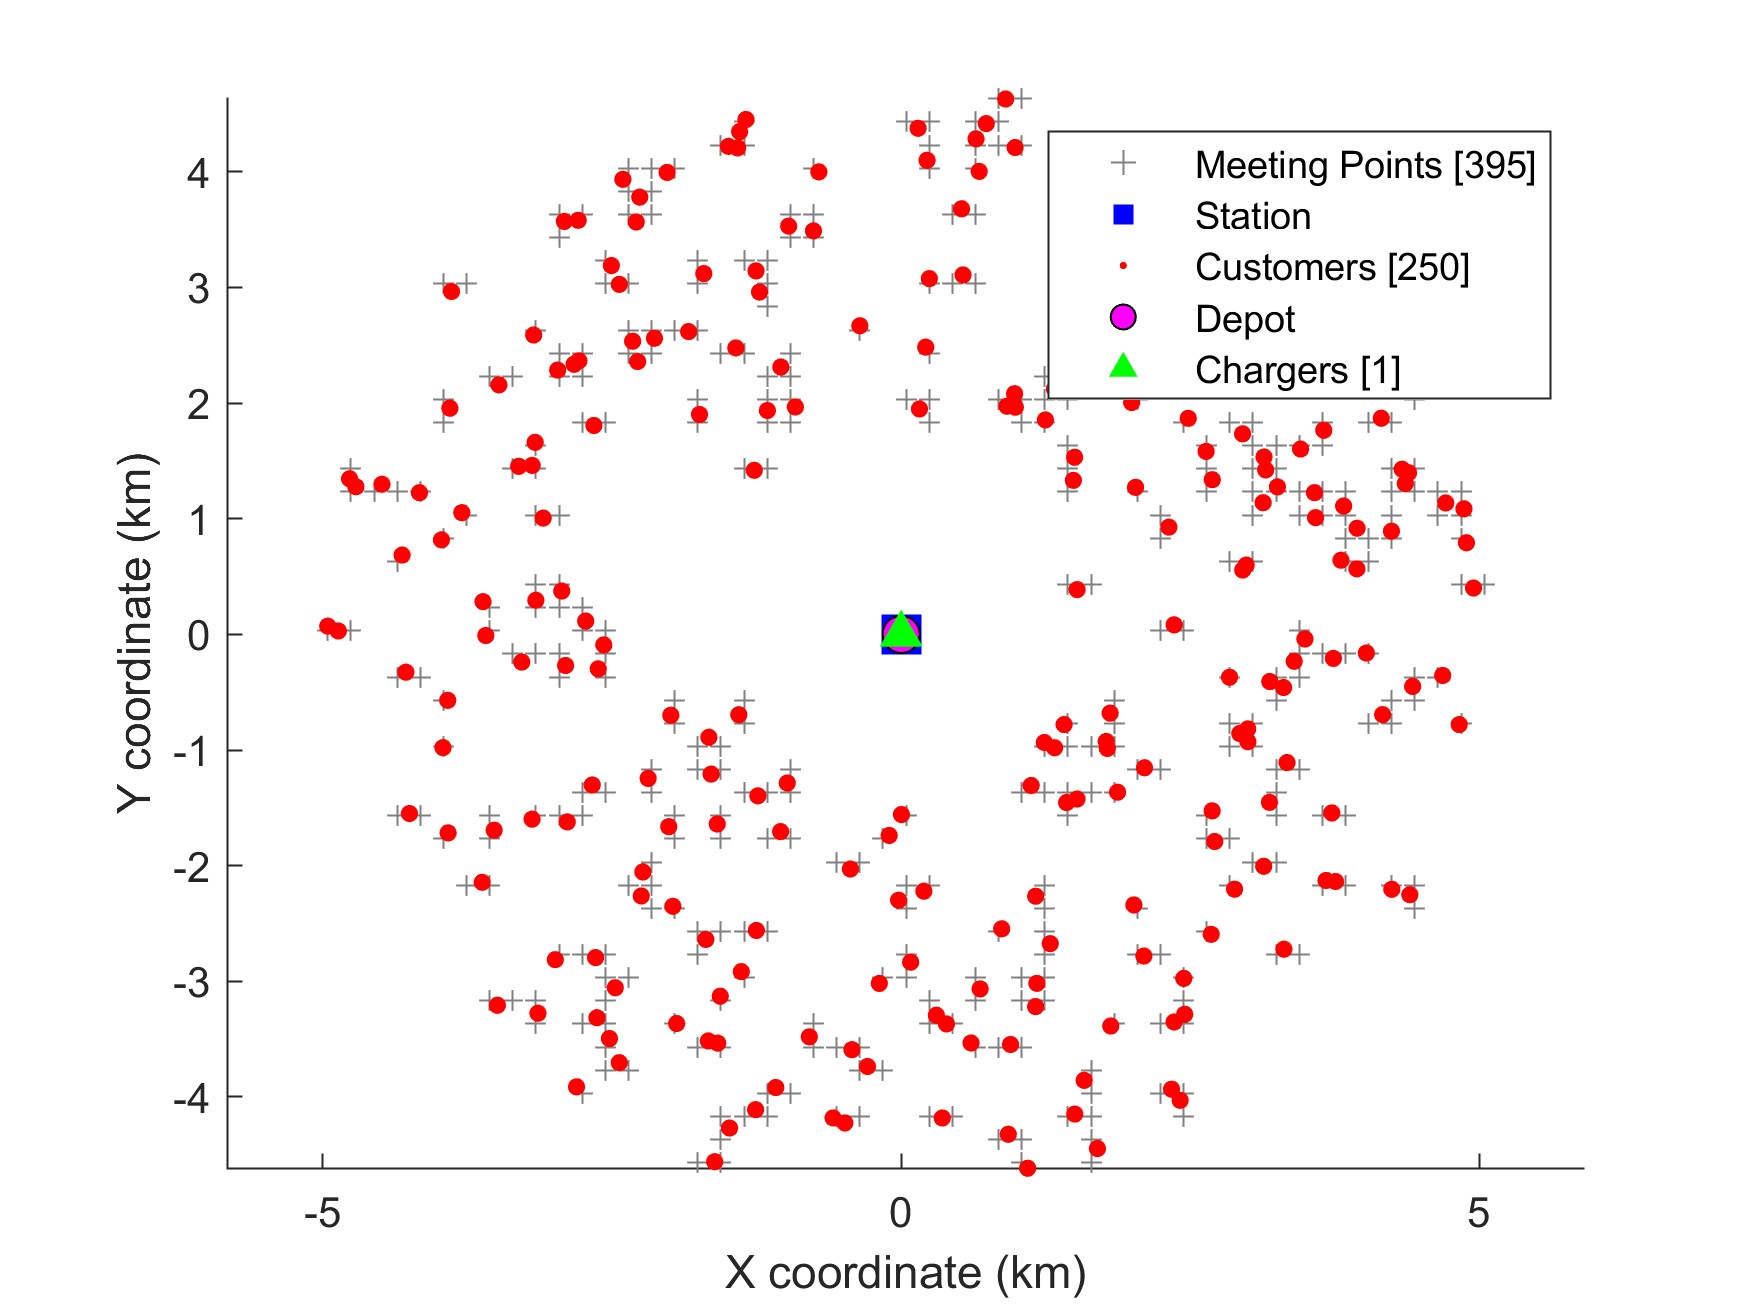 4
3
2
1
0
-1
-2
-3
-4
Y coordinate (km)
Meeting Points [395]
Station
Customers [250]
Depot
Chargers [1]
-5
0
5
X coordinate (km)